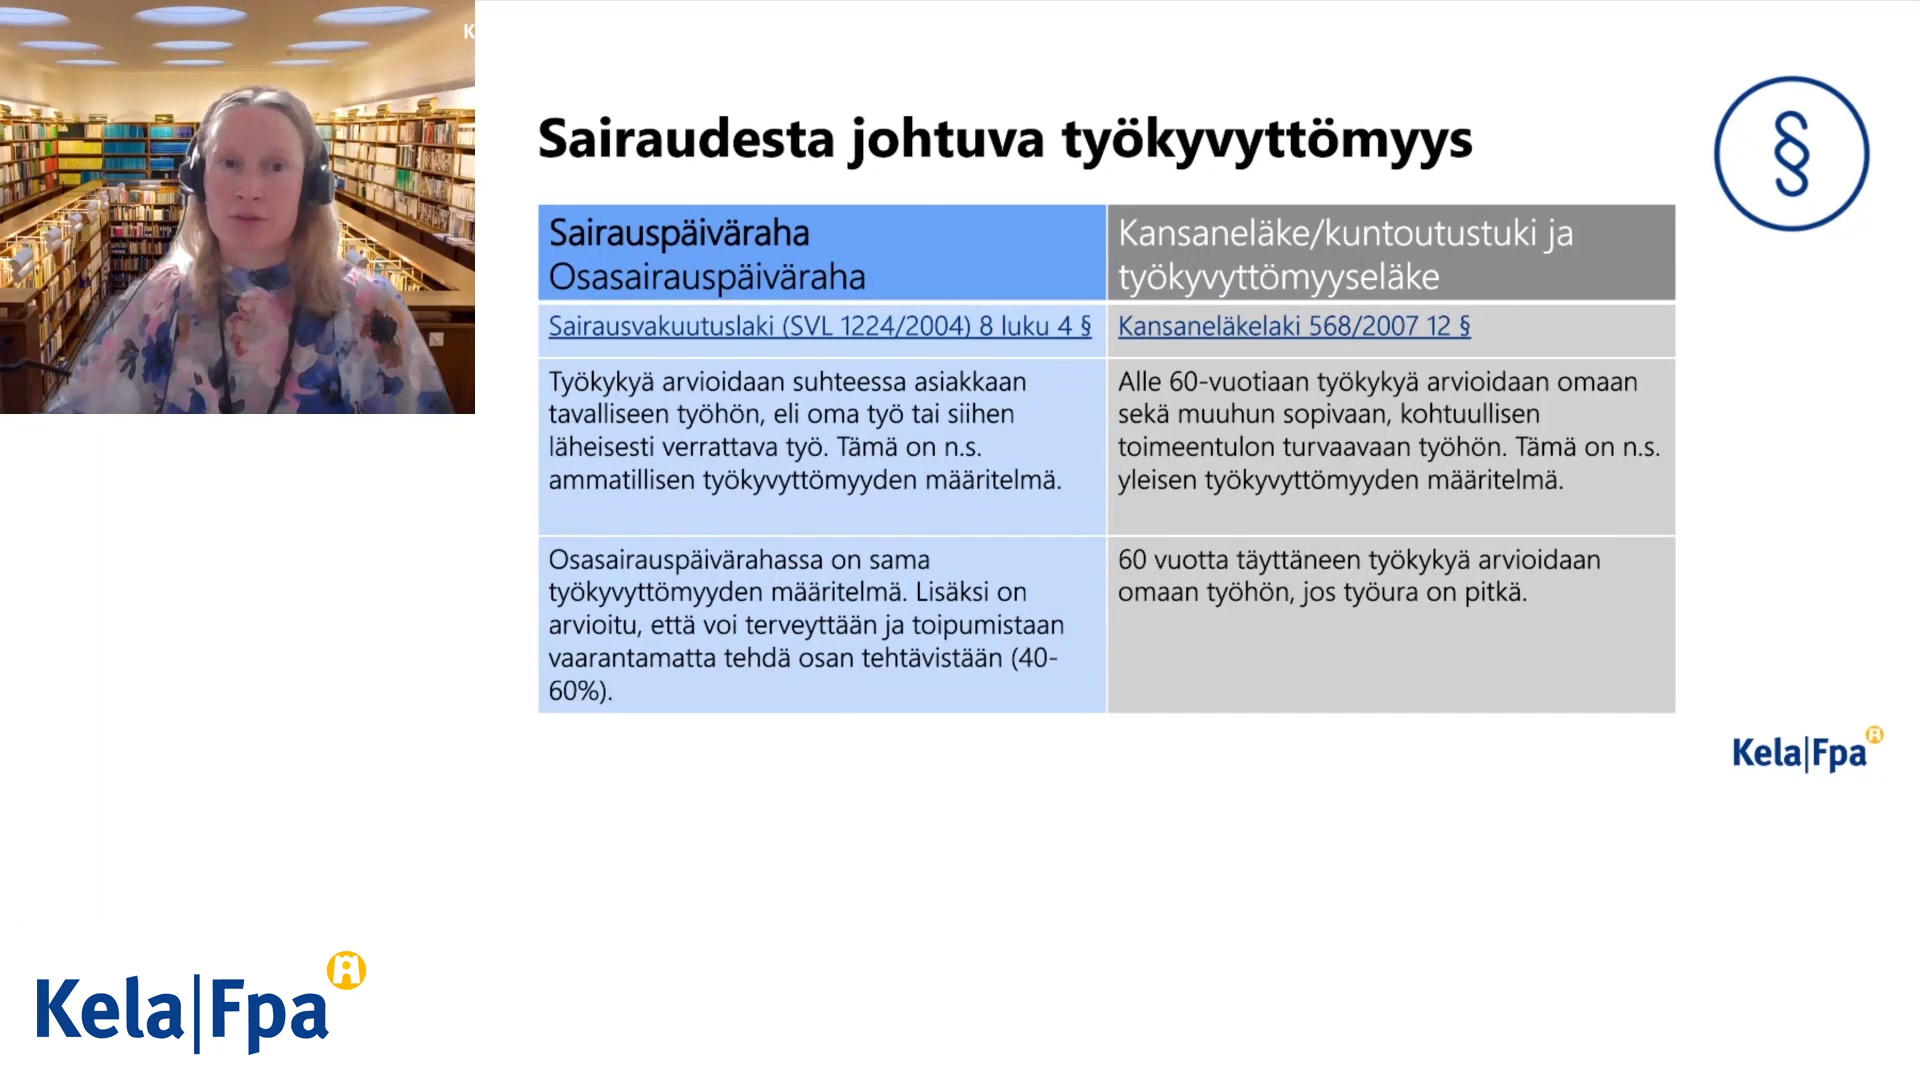 K
Sairaudesta johtuva työkyvyttömyys
§
Sairauspäiväraha
Osasairauspäiväraha
Kansaneläke/kuntoutustuki ja
työkyvyttömyyseläke
Sairausvakuutuslaki (SVL 1224/2004) 8 luku 4 §
Kansaneläkelaki 568/2007 12 §
Työkykyä arvioidaan suhteessa asiakkaan
tavalliseen työhön, eli oma työ tai siihen
läheisesti verrattava työ. Tämä on n.s.
ammatillisen työkyvyttömyyden määritelmä.
Alle 60-vuotiaan työkykyä arvioidaan omaan
sekä muuhun sopivaan, kohtuullisen
toimeentulon turvaavaan työhön. Tämä on n.s.
yleisen työkyvyttömyyden määritelmä.
Osasairauspäivärahassa on sama
työkyvyttömyyden määritelmä. Lisäksi on
arvioitu, että voi terveyttään ja toipumistaan
vaarantamatta tehdä osan tehtävistään (40-
60%).
60 vuotta täyttäneen työkykyä arvioidaan
omaan työhön, jos työura on pitkä.
Kela|Fpa
Kela|Fpa